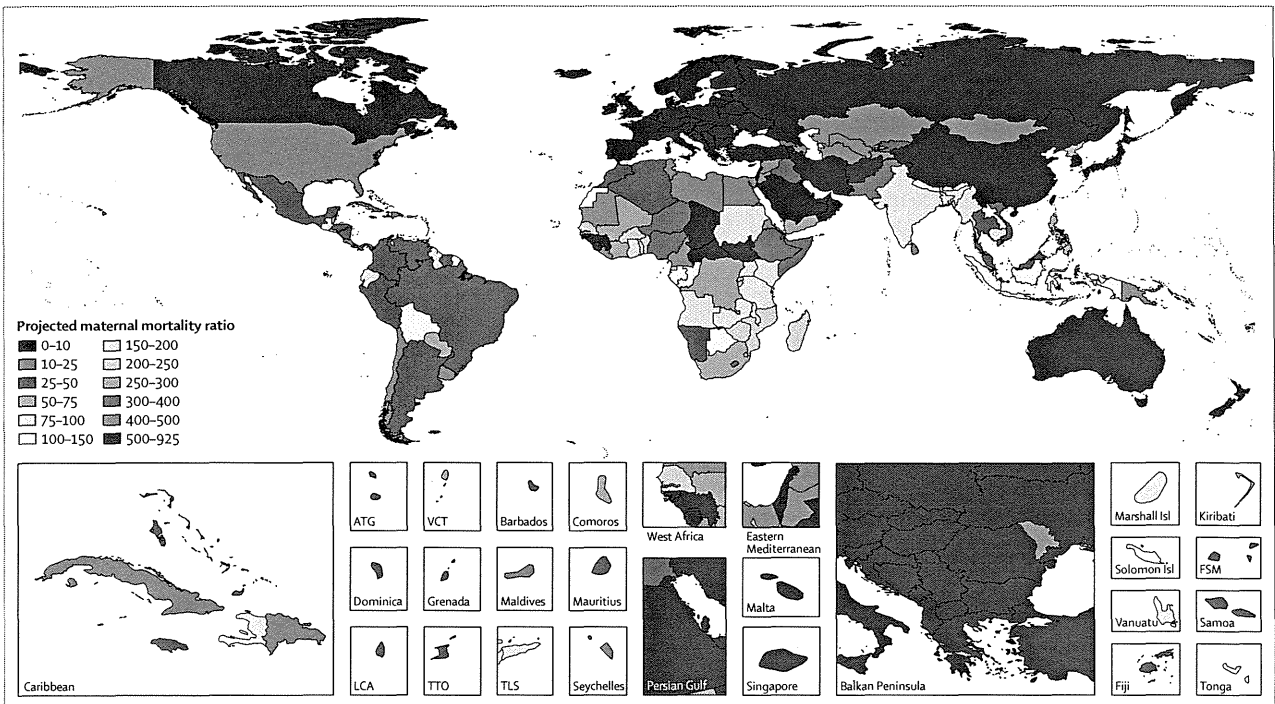 Projected maternal mortality ratio
0–10 150–200
10–25 200–250
25–50 250–300
50–75 300–400
75–100 400–500
100–150 500–925
Caribbean
ATG
VCT
Barbados
Comoros
West Africa
Eastern
Mediterranean
Dominica
Grenada
Maldives
Mauritius
Malta
LCA
TTO
TLS
Seychelles
Persian Gulf
Singapore
Balkan Peninsula
Marshall Isl
Kiribati
Solomon Isl
FSM
Vanuatu
Samoa
Fiji
Tonga